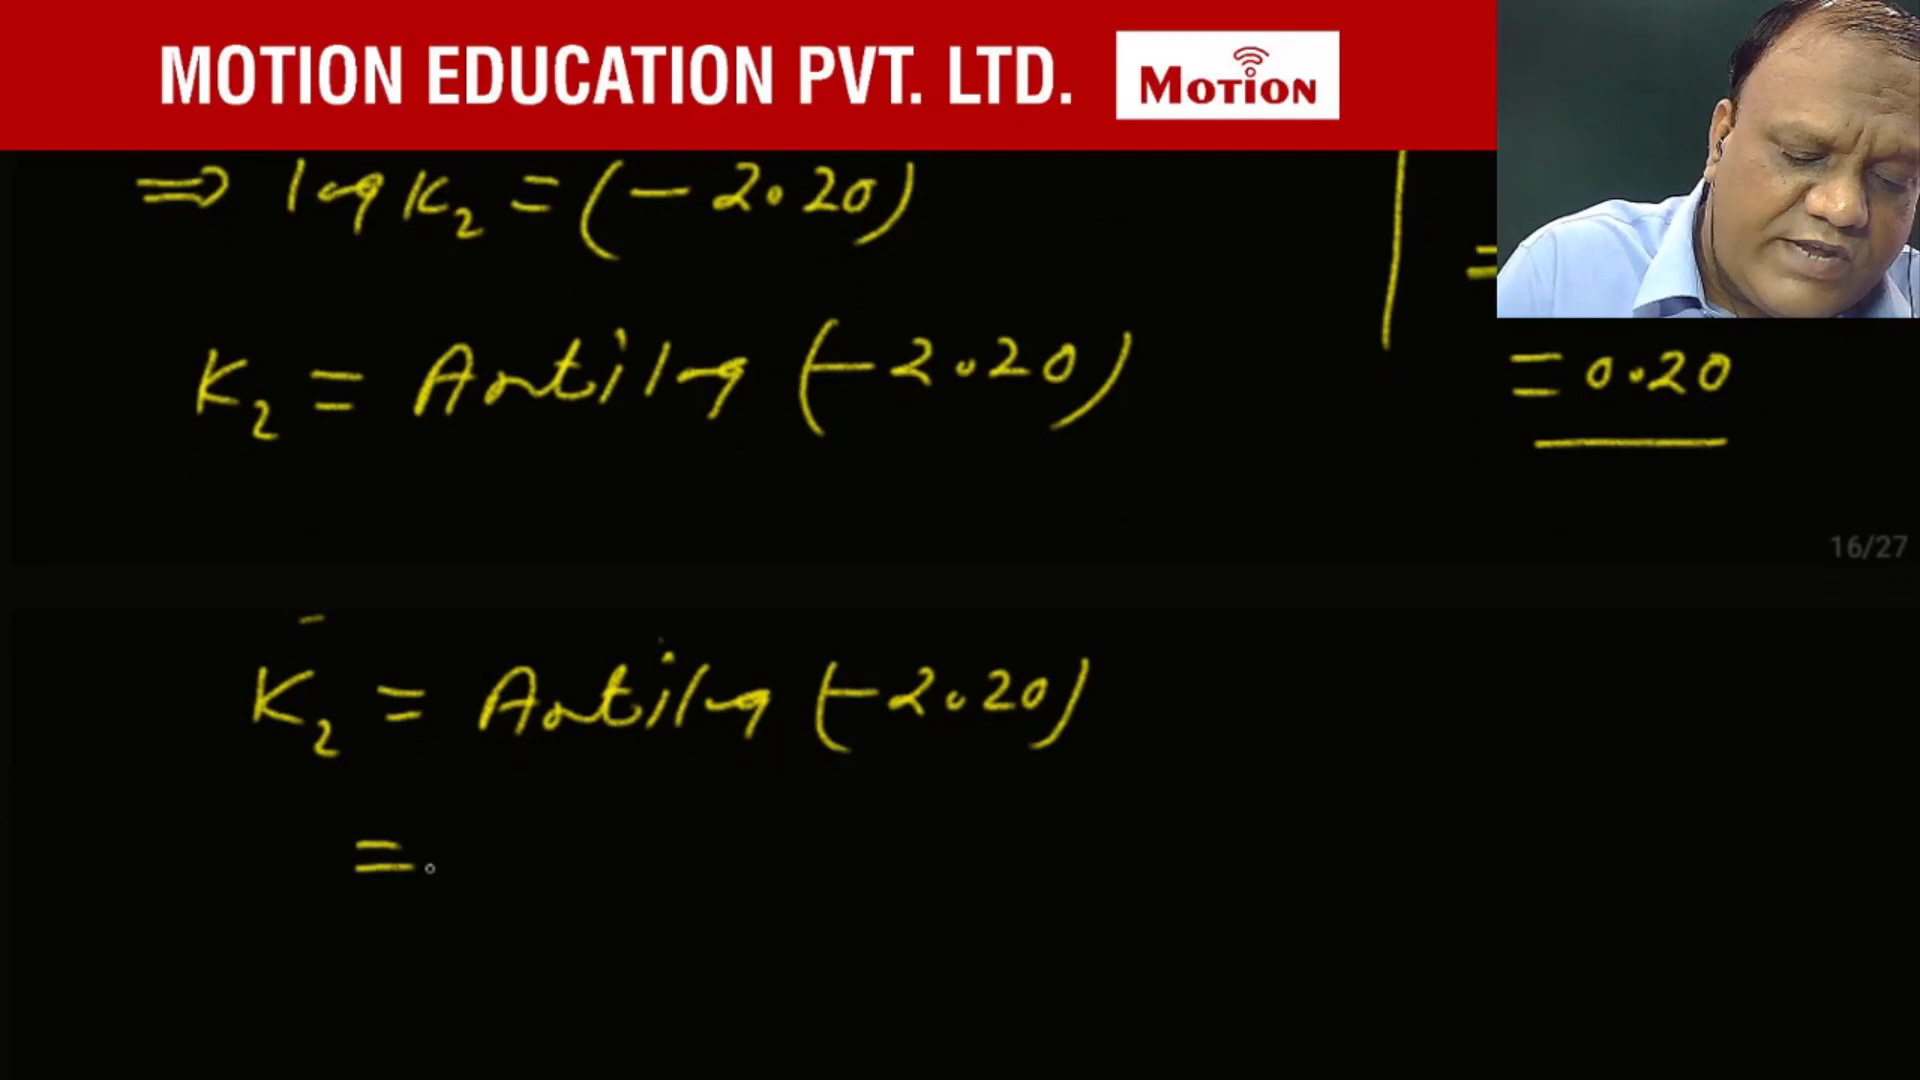 MOTION EDUCATION PVT. LTD.
MOTION
⇒ log K₂ = (-2.20)
=
K₂ = Antilog (-2.20)
= 0.20
16/27
K₂ = Antilog (-2.20)
=